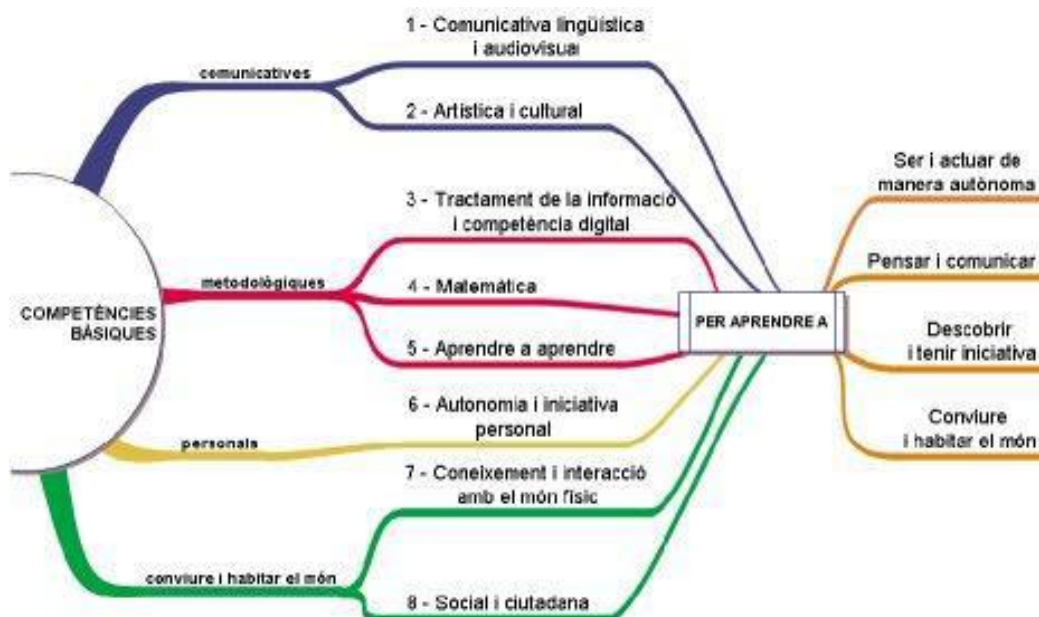 1 - Comunicativa lingüística
i audiovisual
comunicatives
2 - Artística i cultural
3 - Tractament de la informació
i competència digital
metodològiques
4 - Matemàtica
5 - Aprendre a aprendre
COMPETÈNCIES
BÀSIQUES
6 - Autonomia i iniciativa
personal
personals
7 - Coneixement i interacció
amb el món físic
conviure i habitar el món
8 - Social i ciutadana
PER APRENDRE A
Ser i actuar de
manera autònoma
Pensar i comunicar
Descobrir
i tenir iniciativa
Conviure
i habitar el món